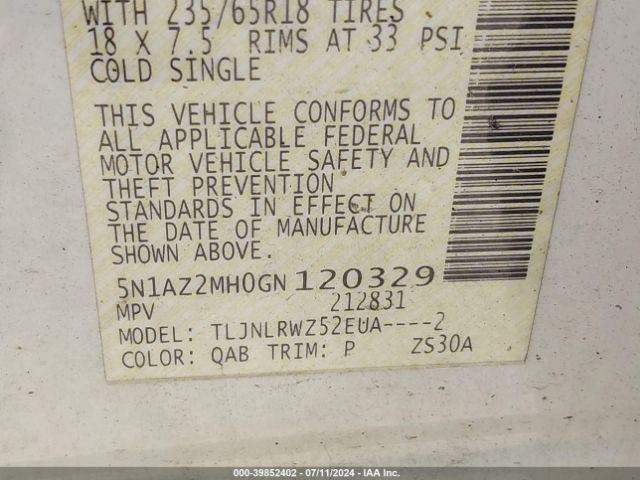 WITH 235/65R18 TIRES
18 X 7.5 RIMS AT 33 PSI
COLD SINGLE
THIS VEHICLE CONFORMS TO
ALL APPLICABLE FEDERAL
MOTOR VEHICLE SAFETY AND
THEFT PREVENTION
STANDARDS IN EFFECT ON
THE DATE OF MANUFACTURE
SHOWN ABOVE.
5N1AZ2MH0GN 120329
MPV 212831
MODEL: TLJNLRWZ52EUA----2
COLOR: QAB TRIM: P ZS30A
000-39852402 - 07/11/2024 - IAA Inc.